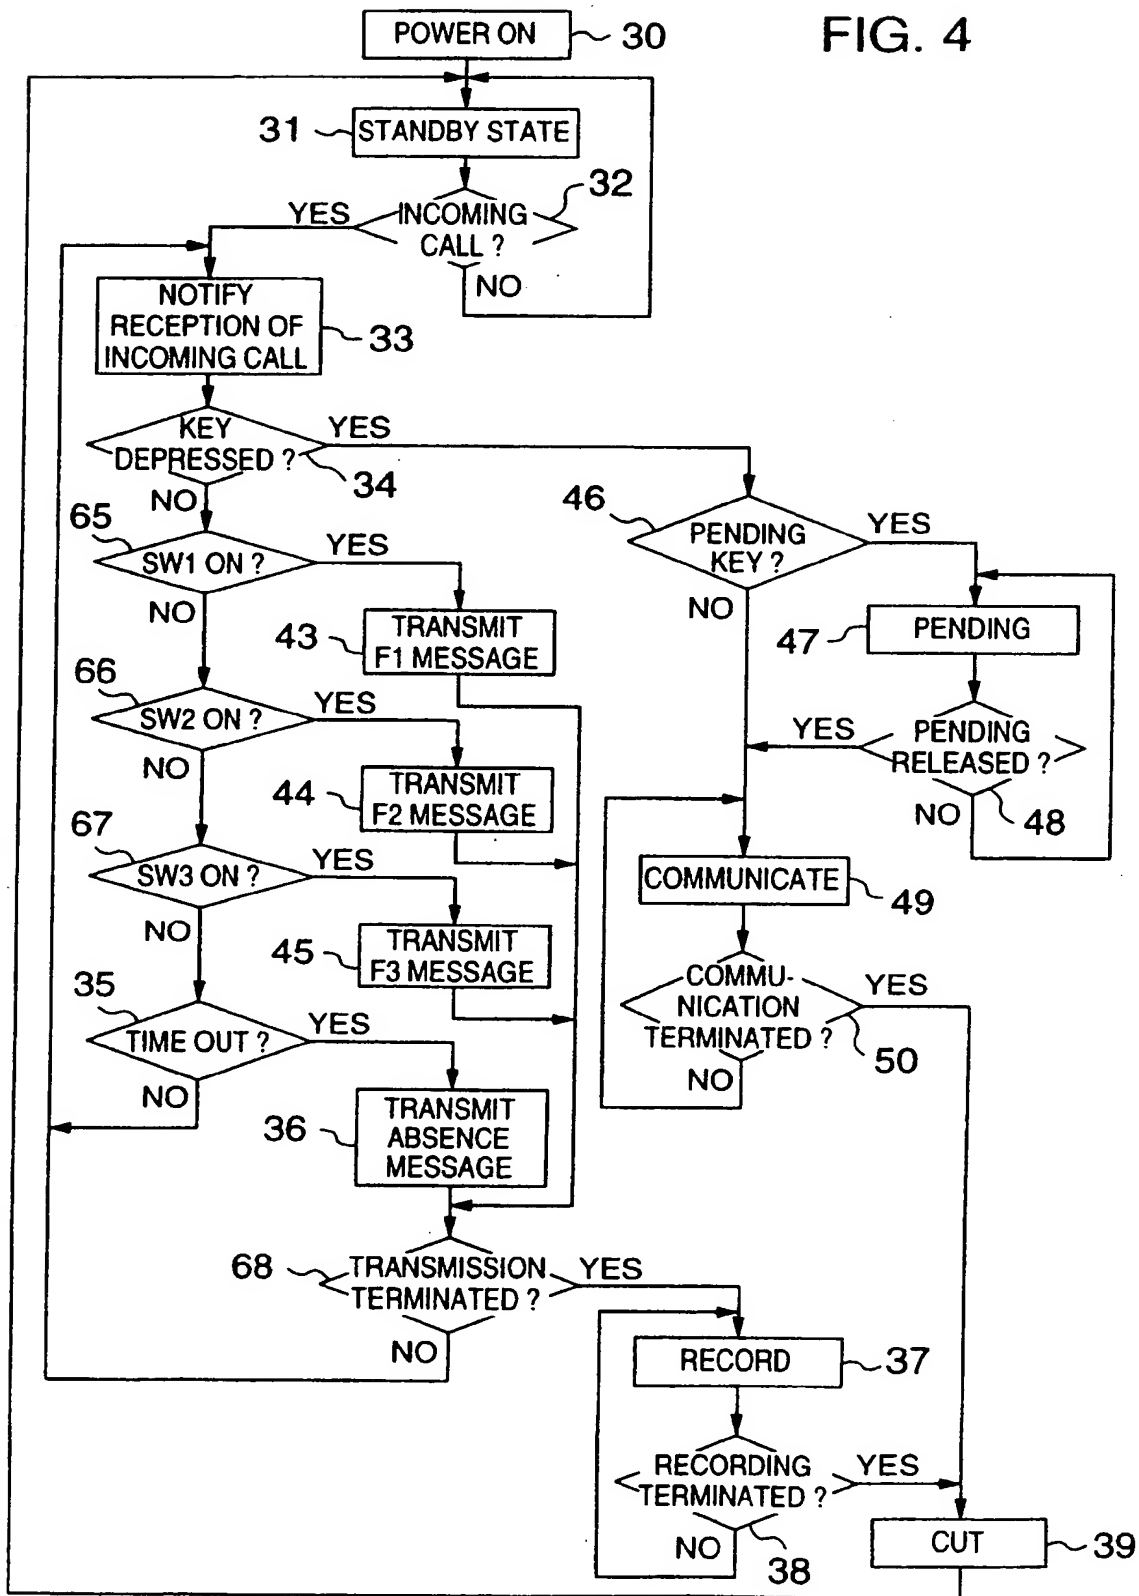 FIG. 4
POWER ON
30
31
STANDBY STATE
32
INCOMING
CALL ?
YES
NO
NOTIFY
RECEPTION OF
INCOMING CALL
33
KEY
DEPRESSED ?
34
YES
NO
65
SW1 ON ?
YES
NO
43
TRANSMIT
F1 MESSAGE
66
SW2 ON ?
YES
NO
44
TRANSMIT
F2 MESSAGE
67
SW3 ON ?
YES
NO
45
TRANSMIT
F3 MESSAGE
35
TIME OUT ?
YES
NO
36
TRANSMIT
ABSENCE
MESSAGE
68
TRANSMISSION
TERMINATED ?
YES
NO
46
PENDING
KEY ?
YES
NO
47
PENDING
PENDING
RELEASED ?
YES
NO
48
COMMUNICATE
49
COMMU-
NICATION
TERMINATED ?
YES
50
NO
RECORD
37
RECORDING
TERMINATED ?
YES
NO
38
CUT
39